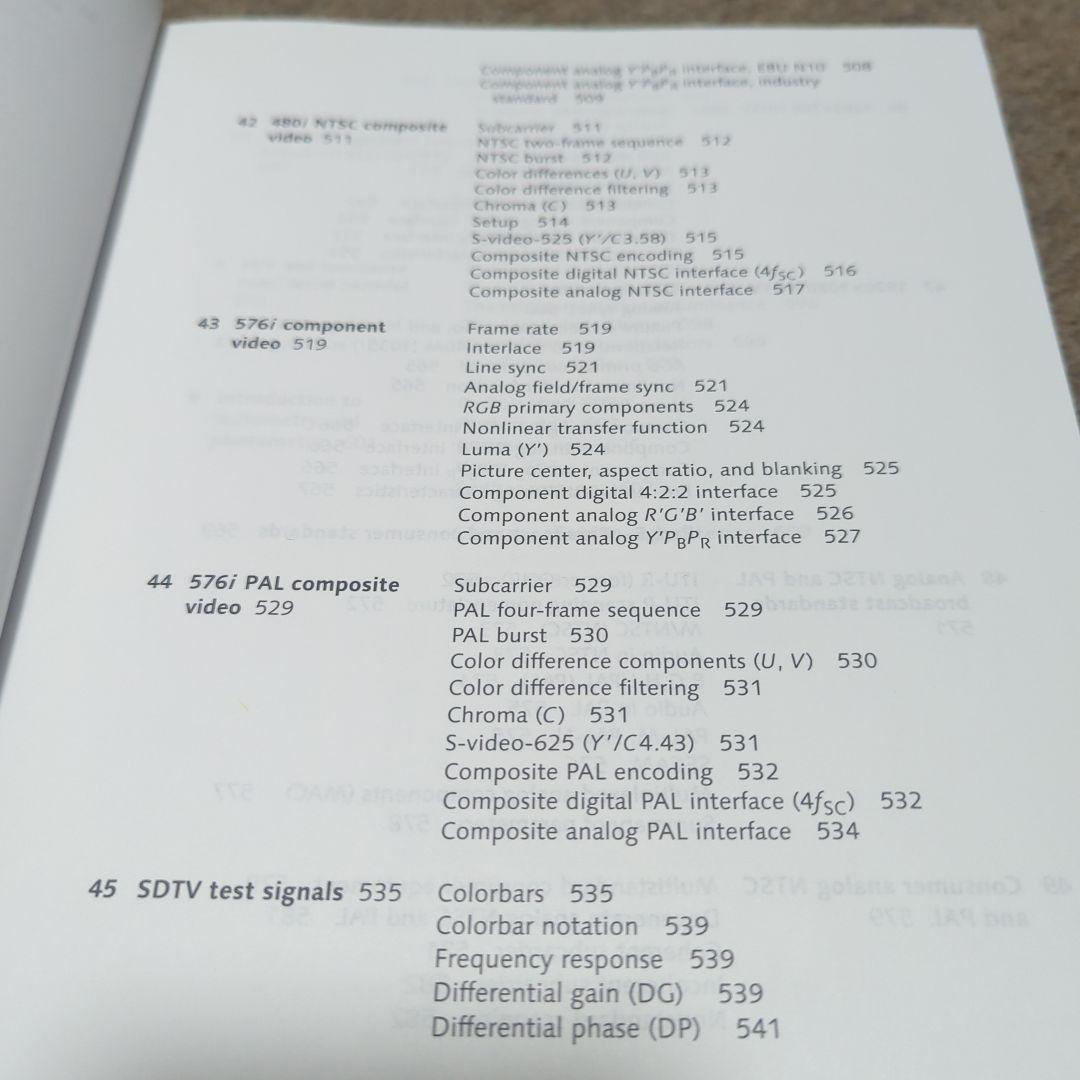 Component analog Y'PBPR interface, EBU N10 508
Component analog Y'PBPR interface, industry
standard 509
42 480i NTSC composite
video 511
Subcarrier 511
NTSC two-frame sequence 512
NTSC burst 512
Color differences (U, V) 513
Color difference filtering 513
Chroma (C) 513
Setup 514
S-video-525 (Y'/C3.58) 515
Composite NTSC encoding 515
Composite digital NTSC interface (4fSC) 516
Composite analog NTSC interface 517
43 576i component
video 519
Frame rate 519
Interlace 519
Line sync 521
Analog field/frame sync 521
RGB primary components 524
Nonlinear transfer function 524
Luma (Y') 524
Picture center, aspect ratio, and blanking 525
Component digital 4:2:2 interface 525
Component analog R'G'B' interface 526
Component analog Y'PBPR interface 527
44 576i PAL composite
video 529
Subcarrier 529
PAL four-frame sequence 529
PAL burst 530
Color difference components (U, V) 530
Color difference filtering 531
Chroma (C) 531
S-video-625 (Y'/C4.43) 531
Composite PAL encoding 532
Composite digital PAL interface (4fSC) 532
Composite analog PAL interface 534
45 SDTV test signals 535
Colorbars 535
Colorbar notation 539
Frequency response 539
Differential gain (DG) 539
Differential phase (DP) 541